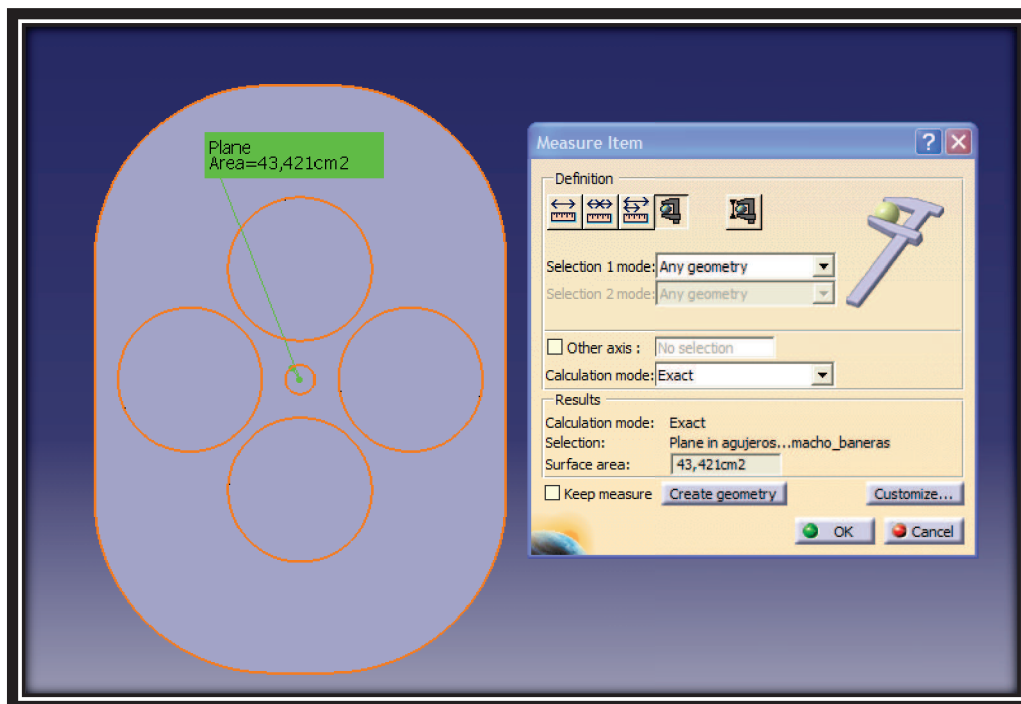 Plane
Area=43,421cm2
Measure Item
Definition
Selection 1 mode: Any geometry
Selection 2 mode: Any geometry
Other axis : No selection
Calculation mode: Exact
Results
Calculation mode: Exact
Selection: Plane in agujeros...macho_baneras
Surface area: 43,421cm2
Keep measure Create geometry Customize...
OK Cancel